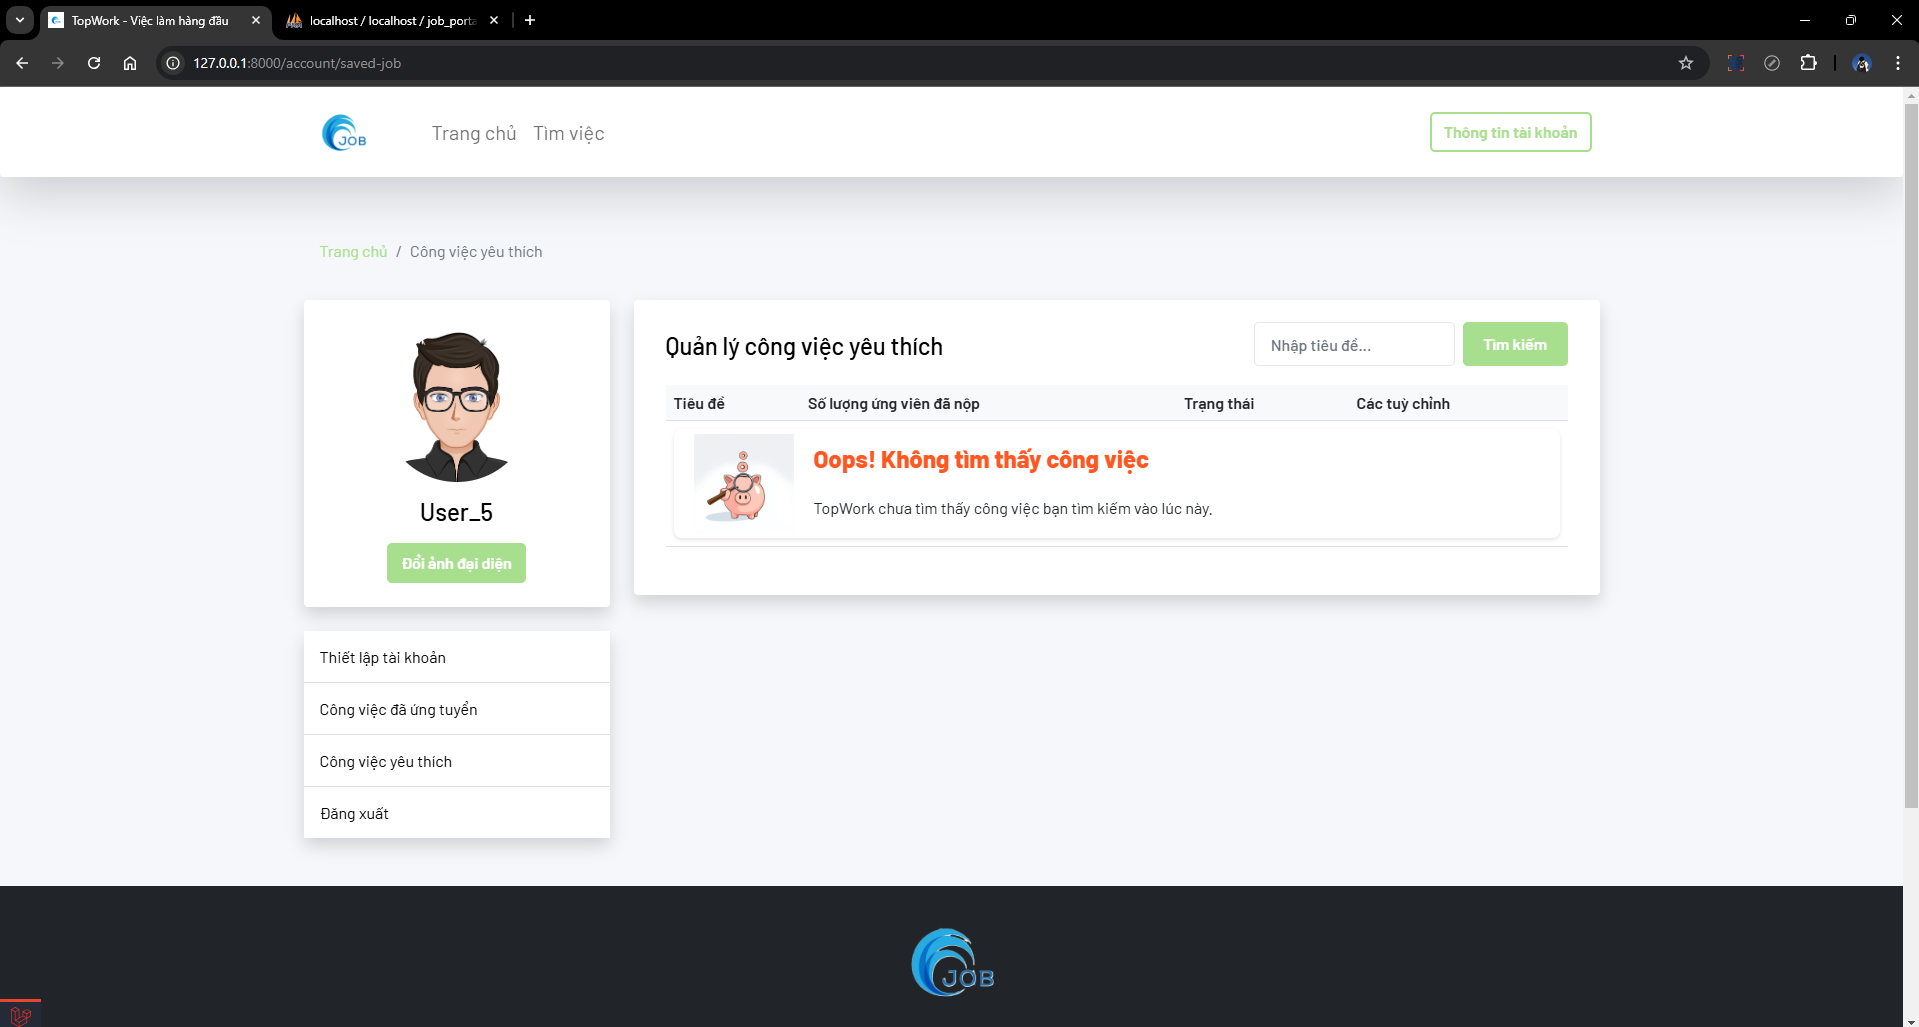 TopWork - Việc làm hàng đầu
localhost / localhost / job_porta
127.0.0.1:8000/account/saved-job
JOB
Trang chủ
Tìm việc
Thông tin tài khoản
Trang chủ / Công việc yêu thích
User_5
Đổi ảnh đại diện
Thiết lập tài khoản
Công việc đã ứng tuyển
Công việc yêu thích
Đăng xuất
Quản lý công việc yêu thích
Nhập tiêu đề...
Tìm kiếm
Tiêu đề
Số lượng ứng viên đã nộp
Trạng thái
Các tuỳ chỉnh
Oops! Không tìm thấy công việc
TopWork chưa tìm thấy công việc bạn tìm kiếm vào lúc này.
JOB